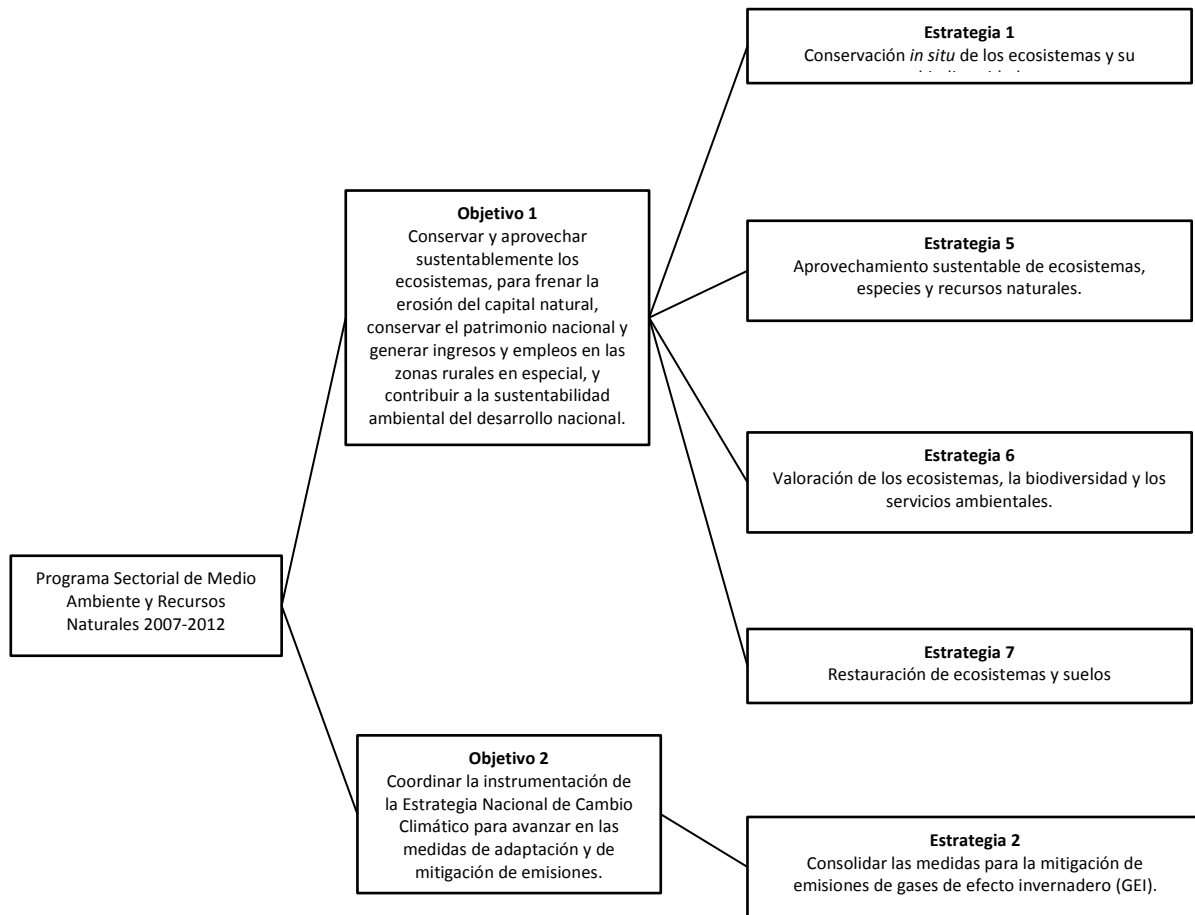 Estrategia 1
Conservación in situ de los ecosistemas y su
Objetivo 1
Conservar y aprovechar
sustentablemente los
ecosistemas, para frenar la
erosión del capital natural,
conservar el patrimonio nacional y
generar ingresos y empleos en las
zonas rurales en especial, y
contribuir a la sustentabilidad
ambiental del desarrollo nacional.
Estrategia 5
Aprovechamiento sustentable de ecosistemas,
especies y recursos naturales.
Estrategia 6
Valoración de los ecosistemas, la biodiversidad y los
servicios ambientales.
Programa Sectorial de Medio
Ambiente y Recursos
Naturales 2007-2012
Estrategia 7
Restauración de ecosistemas y suelos
Objetivo 2
Coordinar la instrumentación de
la Estrategia Nacional de Cambio
Climático para avanzar en las
medidas de adaptación y de
mitigación de emisiones.
Estrategia 2
Consolidar las medidas para la mitigación de
emisiones de gases de efecto invernadero (GEI).